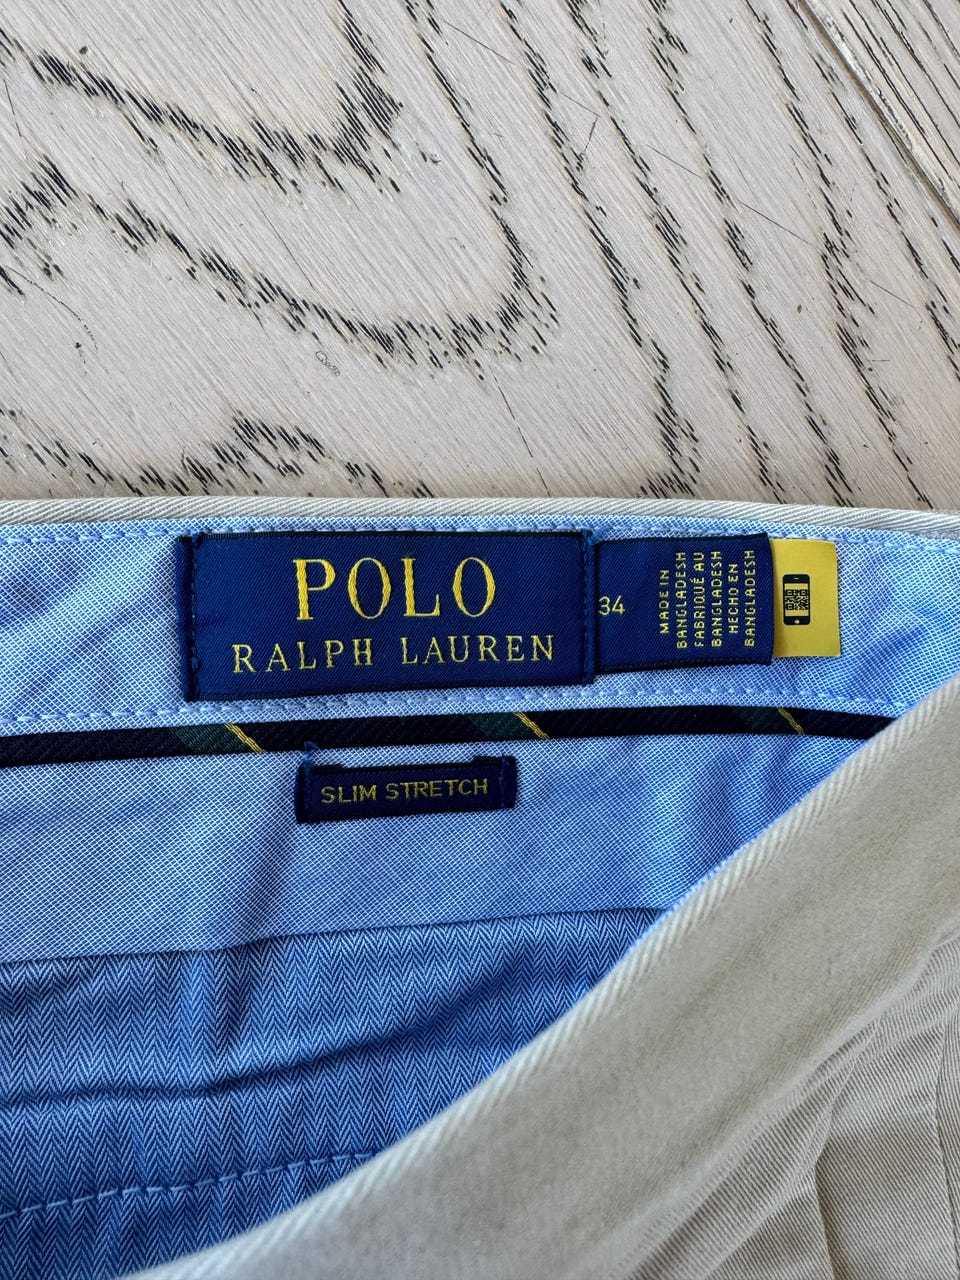 POLO
RALPH LAUREN
34
MADE IN
BANGLADESH
FABRIQUÉ AU
BANGLADESH
HECHO EN
BANGLADESH
SLIM STRETCH